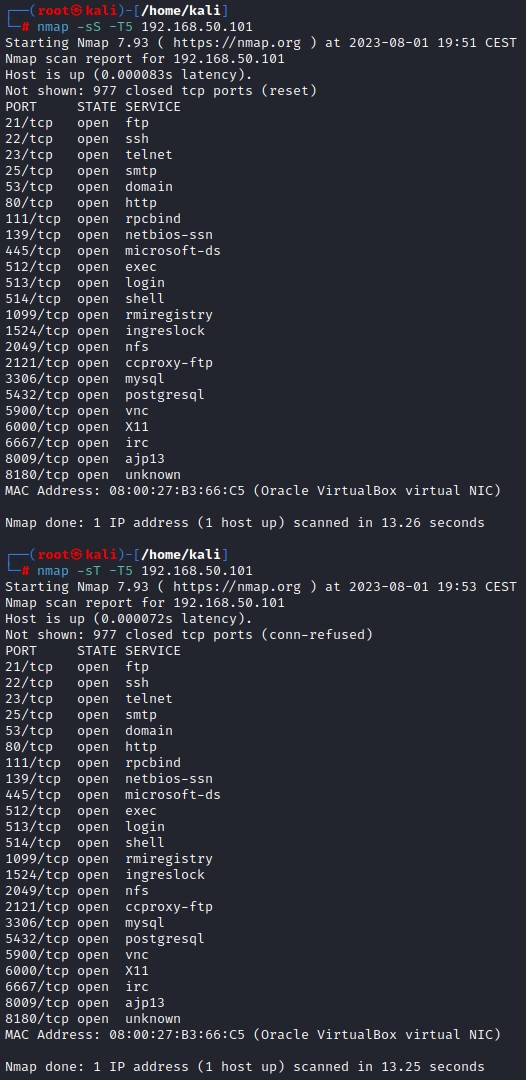 ┌──(root㉿kali)-[/home/kali]
└─# nmap -sS -T5 192.168.50.101
Starting Nmap 7.93 ( https://nmap.org ) at 2023-08-01 19:51 CEST
Nmap scan report for 192.168.50.101
Host is up (0.000083s latency).
Not shown: 977 closed tcp ports (reset)
PORT     STATE SERVICE
21/tcp   open  ftp
22/tcp   open  ssh
23/tcp   open  telnet
25/tcp   open  smtp
53/tcp   open  domain
80/tcp   open  http
111/tcp  open  rpcbind
139/tcp  open  netbios-ssn
445/tcp  open  microsoft-ds
512/tcp  open  exec
513/tcp  open  login
514/tcp  open  shell
1099/tcp open  rmiregistry
1524/tcp open  ingreslock
2049/tcp open  nfs
2121/tcp open  ccproxy-ftp
3306/tcp open  mysql
5432/tcp open  postgresql
5900/tcp open  vnc
6000/tcp open  X11
6667/tcp open  irc
8009/tcp open  ajp13
8180/tcp open  unknown
MAC Address: 08:00:27:B3:66:C5 (Oracle VirtualBox virtual NIC)

Nmap done: 1 IP address (1 host up) scanned in 13.26 seconds

┌──(root㉿kali)-[/home/kali]
└─# nmap -sT -T5 192.168.50.101
Starting Nmap 7.93 ( https://nmap.org ) at 2023-08-01 19:53 CEST
Nmap scan report for 192.168.50.101
Host is up (0.000072s latency).
Not shown: 977 closed tcp ports (conn-refused)
PORT     STATE SERVICE
21/tcp   open  ftp
22/tcp   open  ssh
23/tcp   open  telnet
25/tcp   open  smtp
53/tcp   open  domain
80/tcp   open  http
111/tcp  open  rpcbind
139/tcp  open  netbios-ssn
445/tcp  open  microsoft-ds
512/tcp  open  exec
513/tcp  open  login
514/tcp  open  shell
1099/tcp open  rmiregistry
1524/tcp open  ingreslock
2049/tcp open  nfs
2121/tcp open  ccproxy-ftp
3306/tcp open  mysql
5432/tcp open  postgresql
5900/tcp open  vnc
6000/tcp open  X11
6667/tcp open  irc
8009/tcp open  ajp13
8180/tcp open  unknown
MAC Address: 08:00:27:B3:66:C5 (Oracle VirtualBox virtual NIC)

Nmap done: 1 IP address (1 host up) scanned in 13.25 seconds